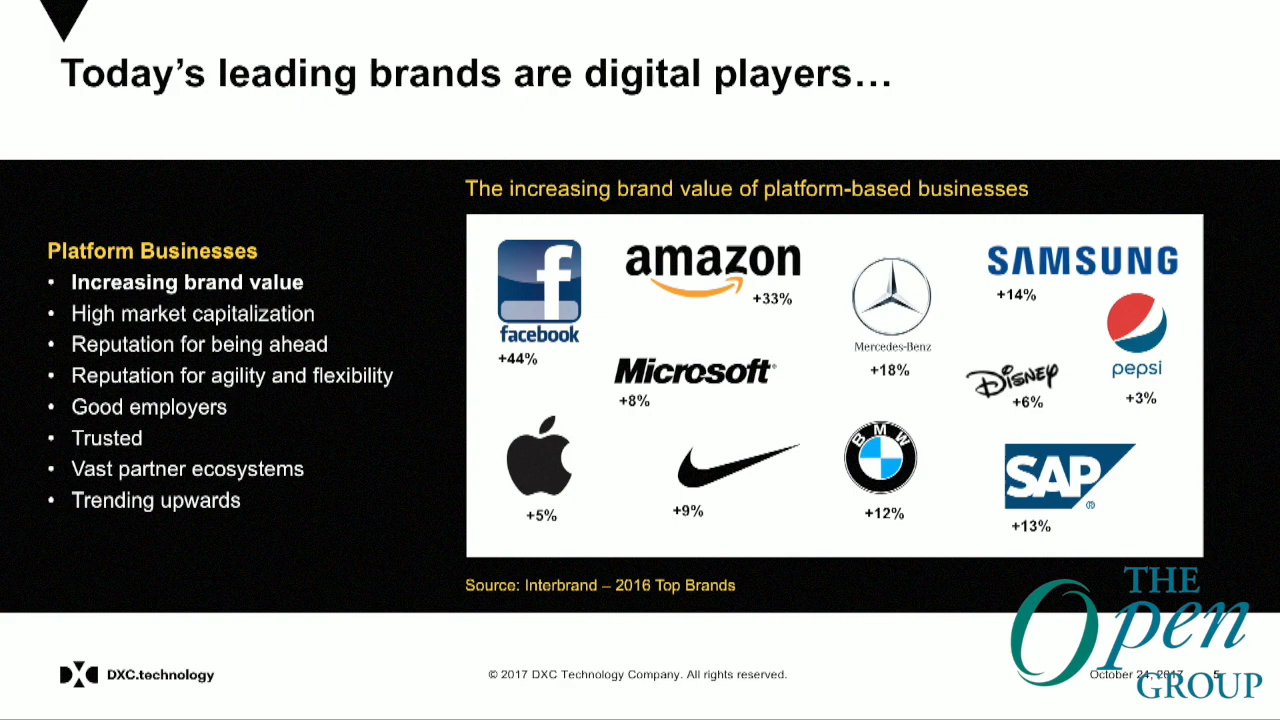 Today's leading brands are digital players…
The increasing brand value of platform-based businesses
Platform Businesses
• Increasing brand value
• High market capitalization
• Reputation for being ahead
• Reputation for agility and flexibility
• Good employers
• Trusted
• Vast partner ecosystems
• Trending upwards
f
facebook
+44%
amazon
+33%
Mercedes-Benz
+18%
SAMSUNG
+14%
pepsi
+3%
Microsoft
+8%
DISNEY
+6%
+5%
+9%
BMW
+12%
SAP®
+13%
Source: Interbrand – 2016 Top Brands
DXC.technology
© 2017 DXC Technology Company. All rights reserved.
October 24, 2017
5
THE
Open
GROUP